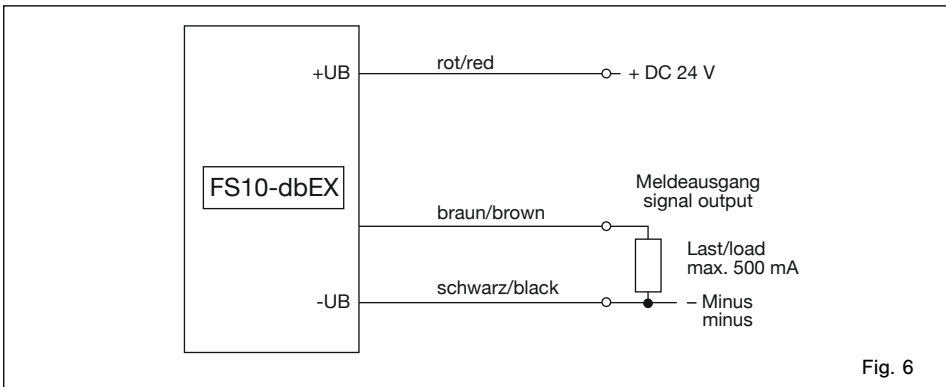 +UB
rot/red
+ DC 24 V
FS10-dbEX
Meldeausgang
signal output
braun/brown
Last/load
max. 500 mA
-UB
schwarz/black
– Minus
minus
Fig. 6